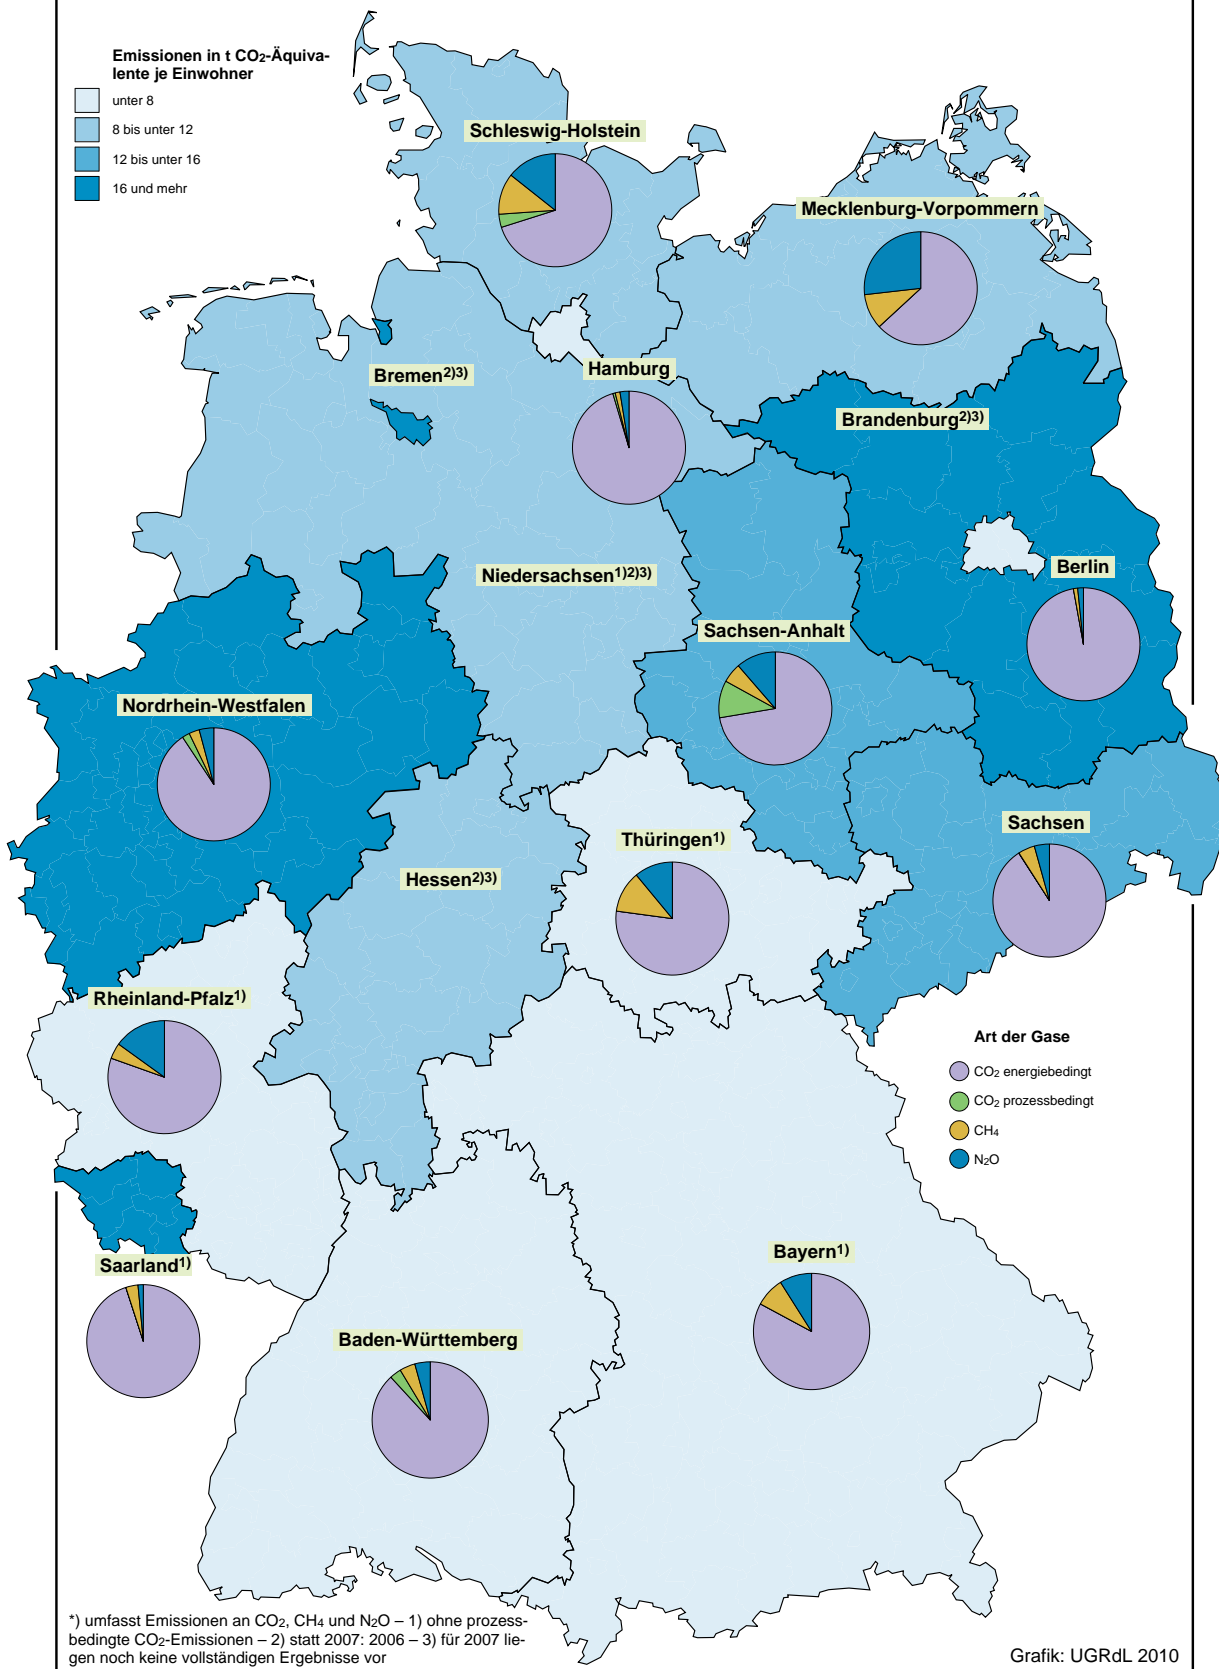 Emissionen in t CO₂-Äquiva-
lente je Einwohner
unter 8
8 bis unter 12
12 bis unter 16
16 und mehr
Schleswig-Holstein
Mecklenburg-Vorpommern
Bremen2)3)
Hamburg
Brandenburg2)3)
Niedersachsen1)2)3)
Berlin
Sachsen-Anhalt
Nordrhein-Westfalen
Sachsen
Thüringen1)
Hessen2)3)
Rheinland-Pfalz1)
Art der Gase
CO₂ energiebedingt
CO₂ prozessbedingt
CH₄
N₂O
Saarland1)
Bayern1)
Baden-Württemberg
*) umfasst Emissionen an CO₂, CH₄ und N₂O – 1) ohne prozess-
bedingte CO₂-Emissionen – 2) statt 2007: 2006 – 3) für 2007 lie-
gen noch keine vollständigen Ergebnisse vor
Grafik: UGRdL 2010